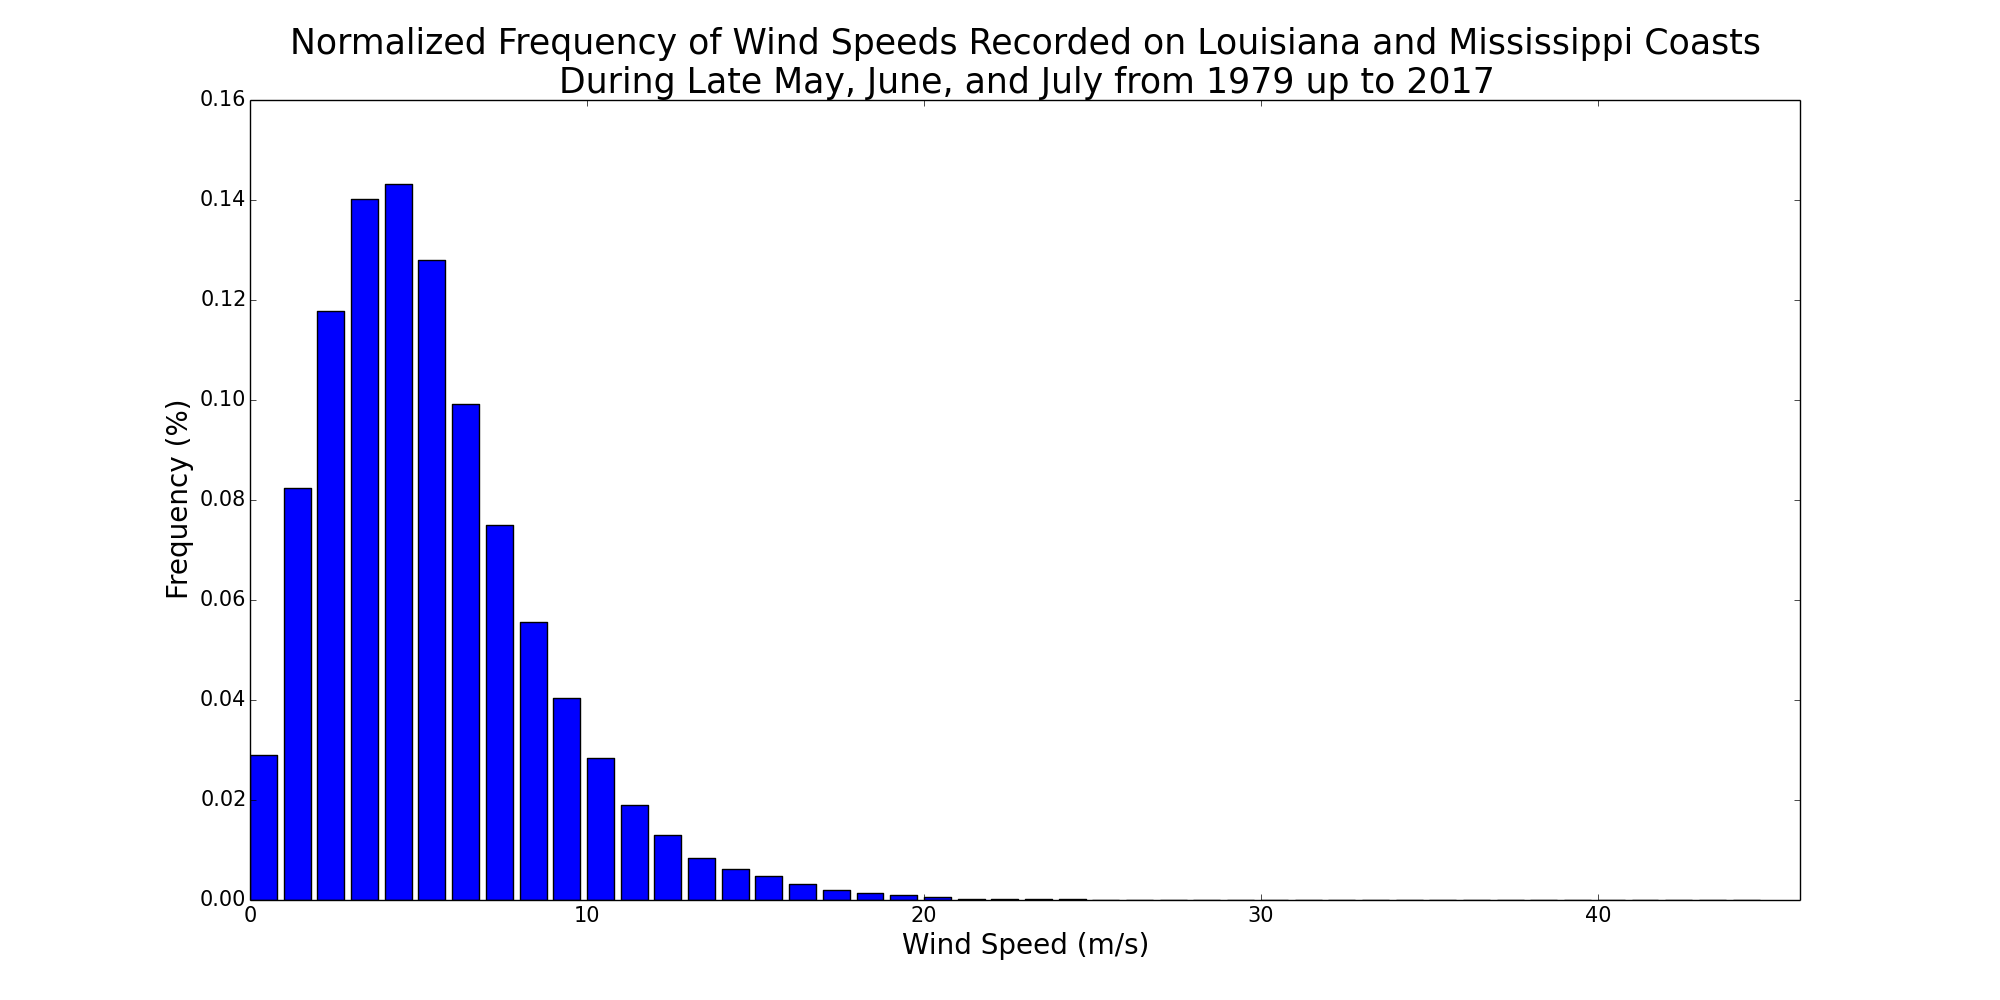 Normalized Frequency of Wind Speeds Recorded on Louisiana and Mississippi Coasts
During Late May, June, and July from 1979 up to 2017
0.16
0.14
0.12
0.10
0.08
0.06
0.04
0.02
0.00
Frequency (%)
0 10 20 30 40
Wind Speed (m/s)